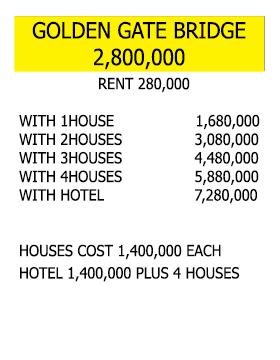 GOLDEN GATE BRIDGE
2,800,000
RENT 280,000
WITH 1HOUSE 1,680,000
WITH 2HOUSES 3,080,000
WITH 3HOUSES 4,480,000
WITH 4HOUSES 5,880,000
WITH HOTEL 7,280,000
HOUSES COST 1,400,000 EACH
HOTEL 1,400,000 PLUS 4 HOUSES